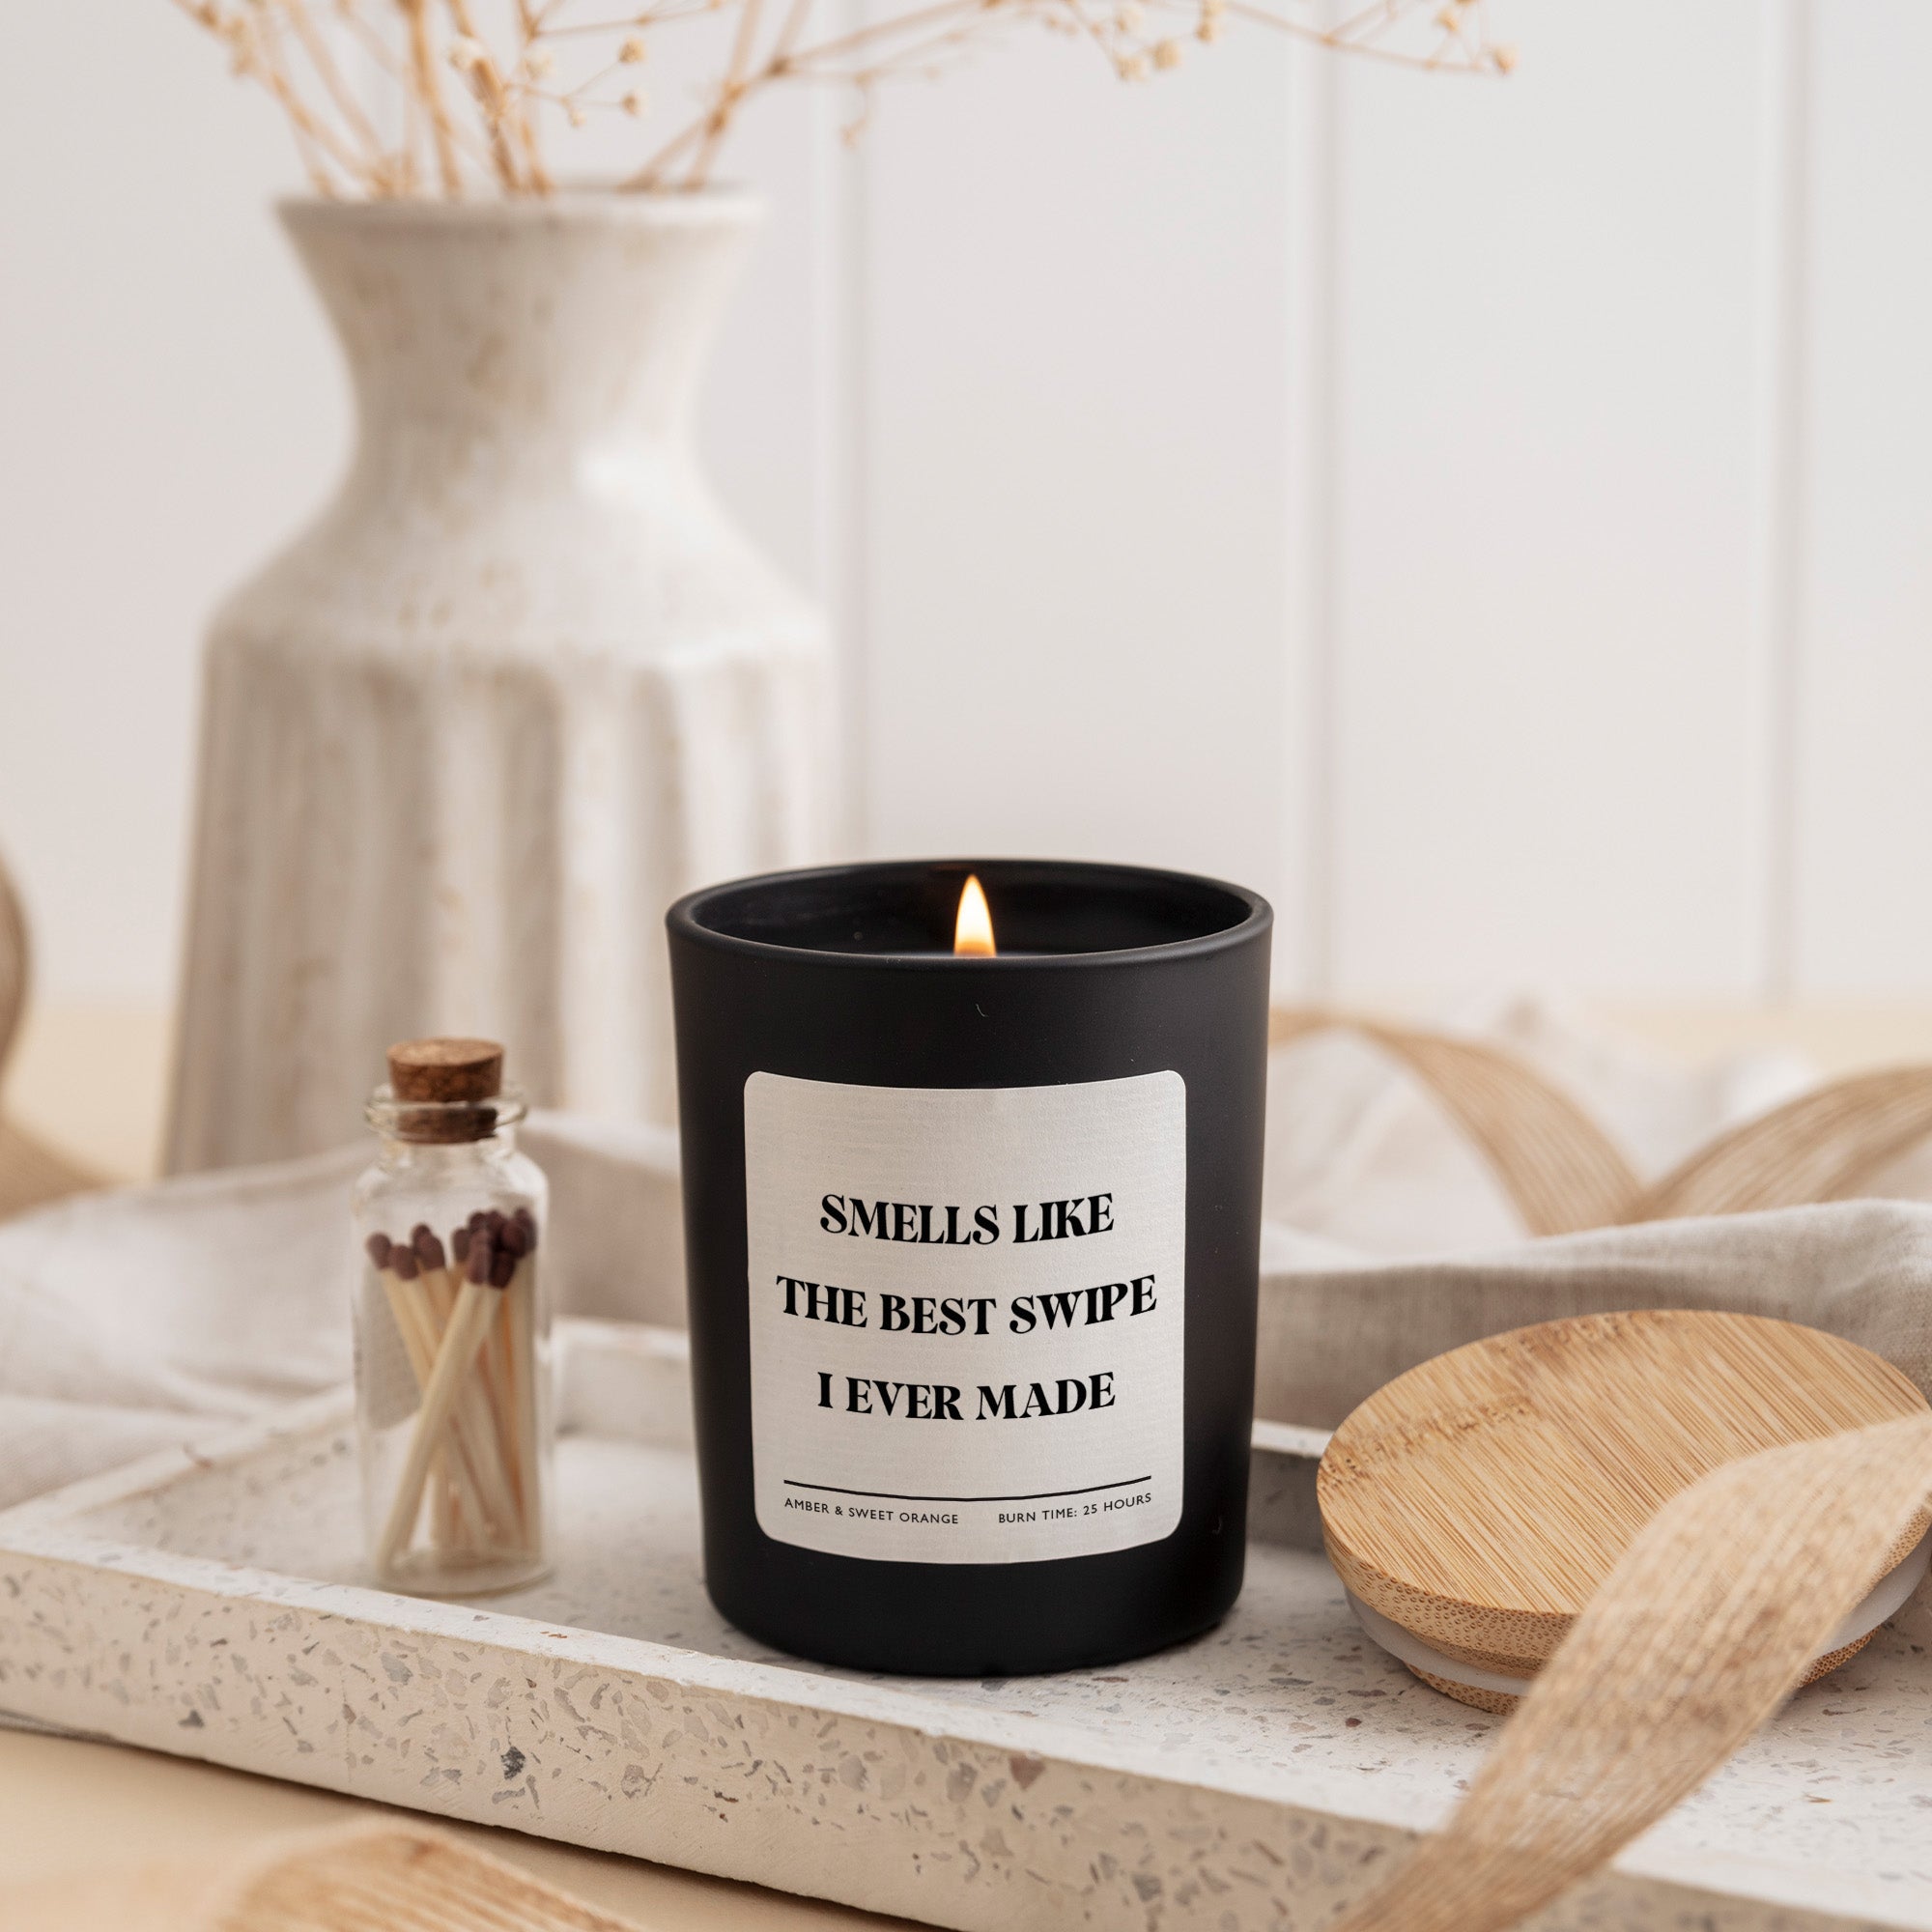 SMELLS LIKE
THE BEST SWIPE
I EVER MADE
AMBER & SWEET ORANGE BURN TIME: 25 HOURS